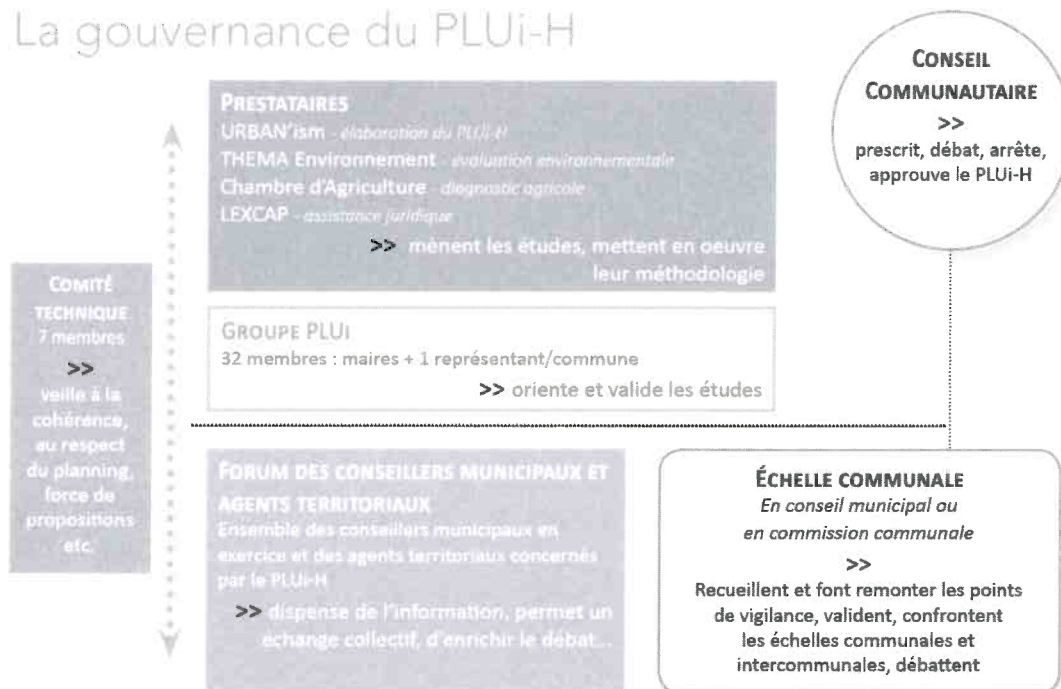 La gouvernance du PLUi-H
CONSEIL
COMMUNAUTAIRE
>>
prescrit, débat, arrête,
approuve le PLUi-H
PRESTATAIRES
URBAN'ism - élaboration du PLUi-H
THEMA Environnement - évaluation environnementale
Chambre d'Agriculture - diagnostic agricole
LEXCAP - assistance juridique
>> mènent les études, mettent en oeuvre
leur méthodologie
COMITÉ
TECHNIQUE
7 membres
>>
veille à la
cohérence,
au respect
du planning,
force de
propositions
etc.
GROUPE PLUi
32 membres : maires + 1 représentant/commune
>> oriente et valide les études
FORUM DES CONSEILLERS MUNICIPAUX ET
AGENTS TERRITORIAUX
Ensemble des conseillers municipaux en
exercice et des agents territoriaux concernés
par le PLUi-H
>> dispense de l'information, permet un
échange collectif, d'enrichir le débat...
ÉCHELLE COMMUNALE
En conseil municipal ou
en commission communale
>>
Recueillent et font remonter les points
de vigilance, valident, confrontent
les échelles communales et
intercommunales, débattent